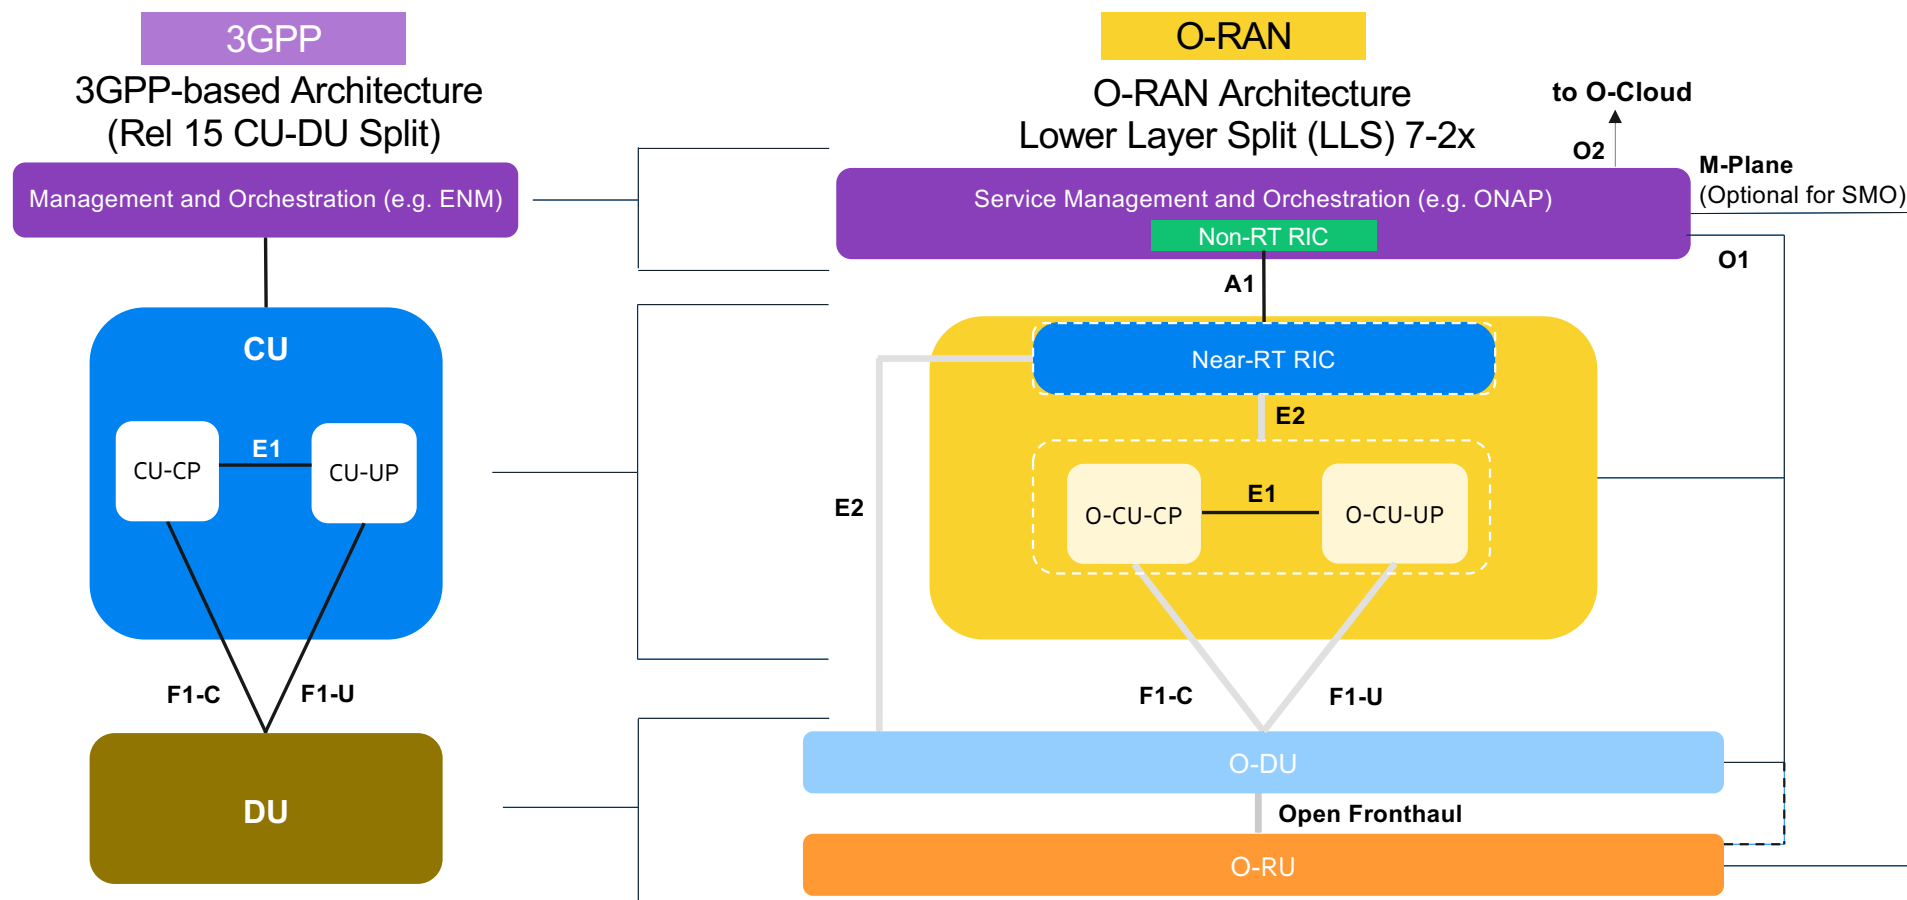 3GPP
3GPP-based Architecture
(Rel 15 CU-DU Split)
Management and Orchestration (e.g. ENM)
CU
CU-CP
E1
CU-UP
F1-C
F1-U
DU
O-RAN
O-RAN Architecture
Lower Layer Split (LLS) 7-2x
to O-Cloud
O2
M-Plane
(Optional for SMO)
Service Management and Orchestration (e.g. ONAP)
Non-RT RIC
O1
A1
Near-RT RIC
E2
E2
O-CU-CP
E1
O-CU-UP
F1-C
F1-U
O-DU
Open Fronthaul
O-RU